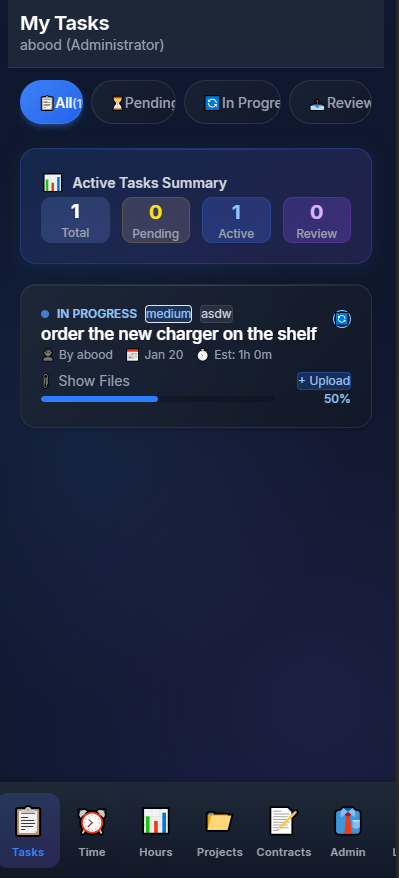 My Tasks
abood (Administrator)
All(1 Pending In Progre Review
Active Tasks Summary
1 0 1 0
Total Pending Active Review
IN PROGRESS medium asdw
order the new charger on the shelf
By abood Jan 20 Est: 1h 0m
Show Files + Upload
50%
Tasks Time Hours Projects Contracts Admin